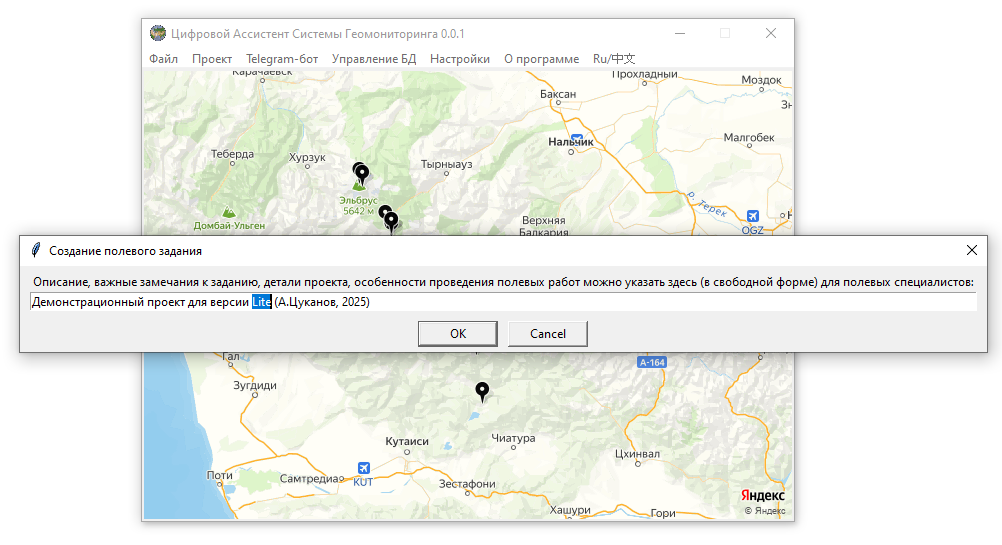 Цифровой Ассистент Системы Геомониторинга 0.0.1
Файл Проект Telegram-бот Управление БД Настройки О программе Ru/中文
Карачаевск
Прохладный
Моздок
Баксан
Нальчик
Малгобек
Теберда
Хурзук
Тырныауз
Эльбрус
5642 м
р. Терек
Домбай-Ульген
Верхняя
Балкария
OGZ
Создание полевого задания
Описание, важные замечания к заданию, детали проекта, особенности проведения полевых работ можно указать здесь (в свободной форме) для полевых специалистов:
Демонстрационный проект для версии Lite (А.Цуканов, 2025)
OK Cancel
Гал
А-164
Зугдиди
Кутаиси
Чиатура
Цхинвал
KUT
Поти
Самтредиа
Зестафони
Яндекс
© Яндекс
Хашури
Гори